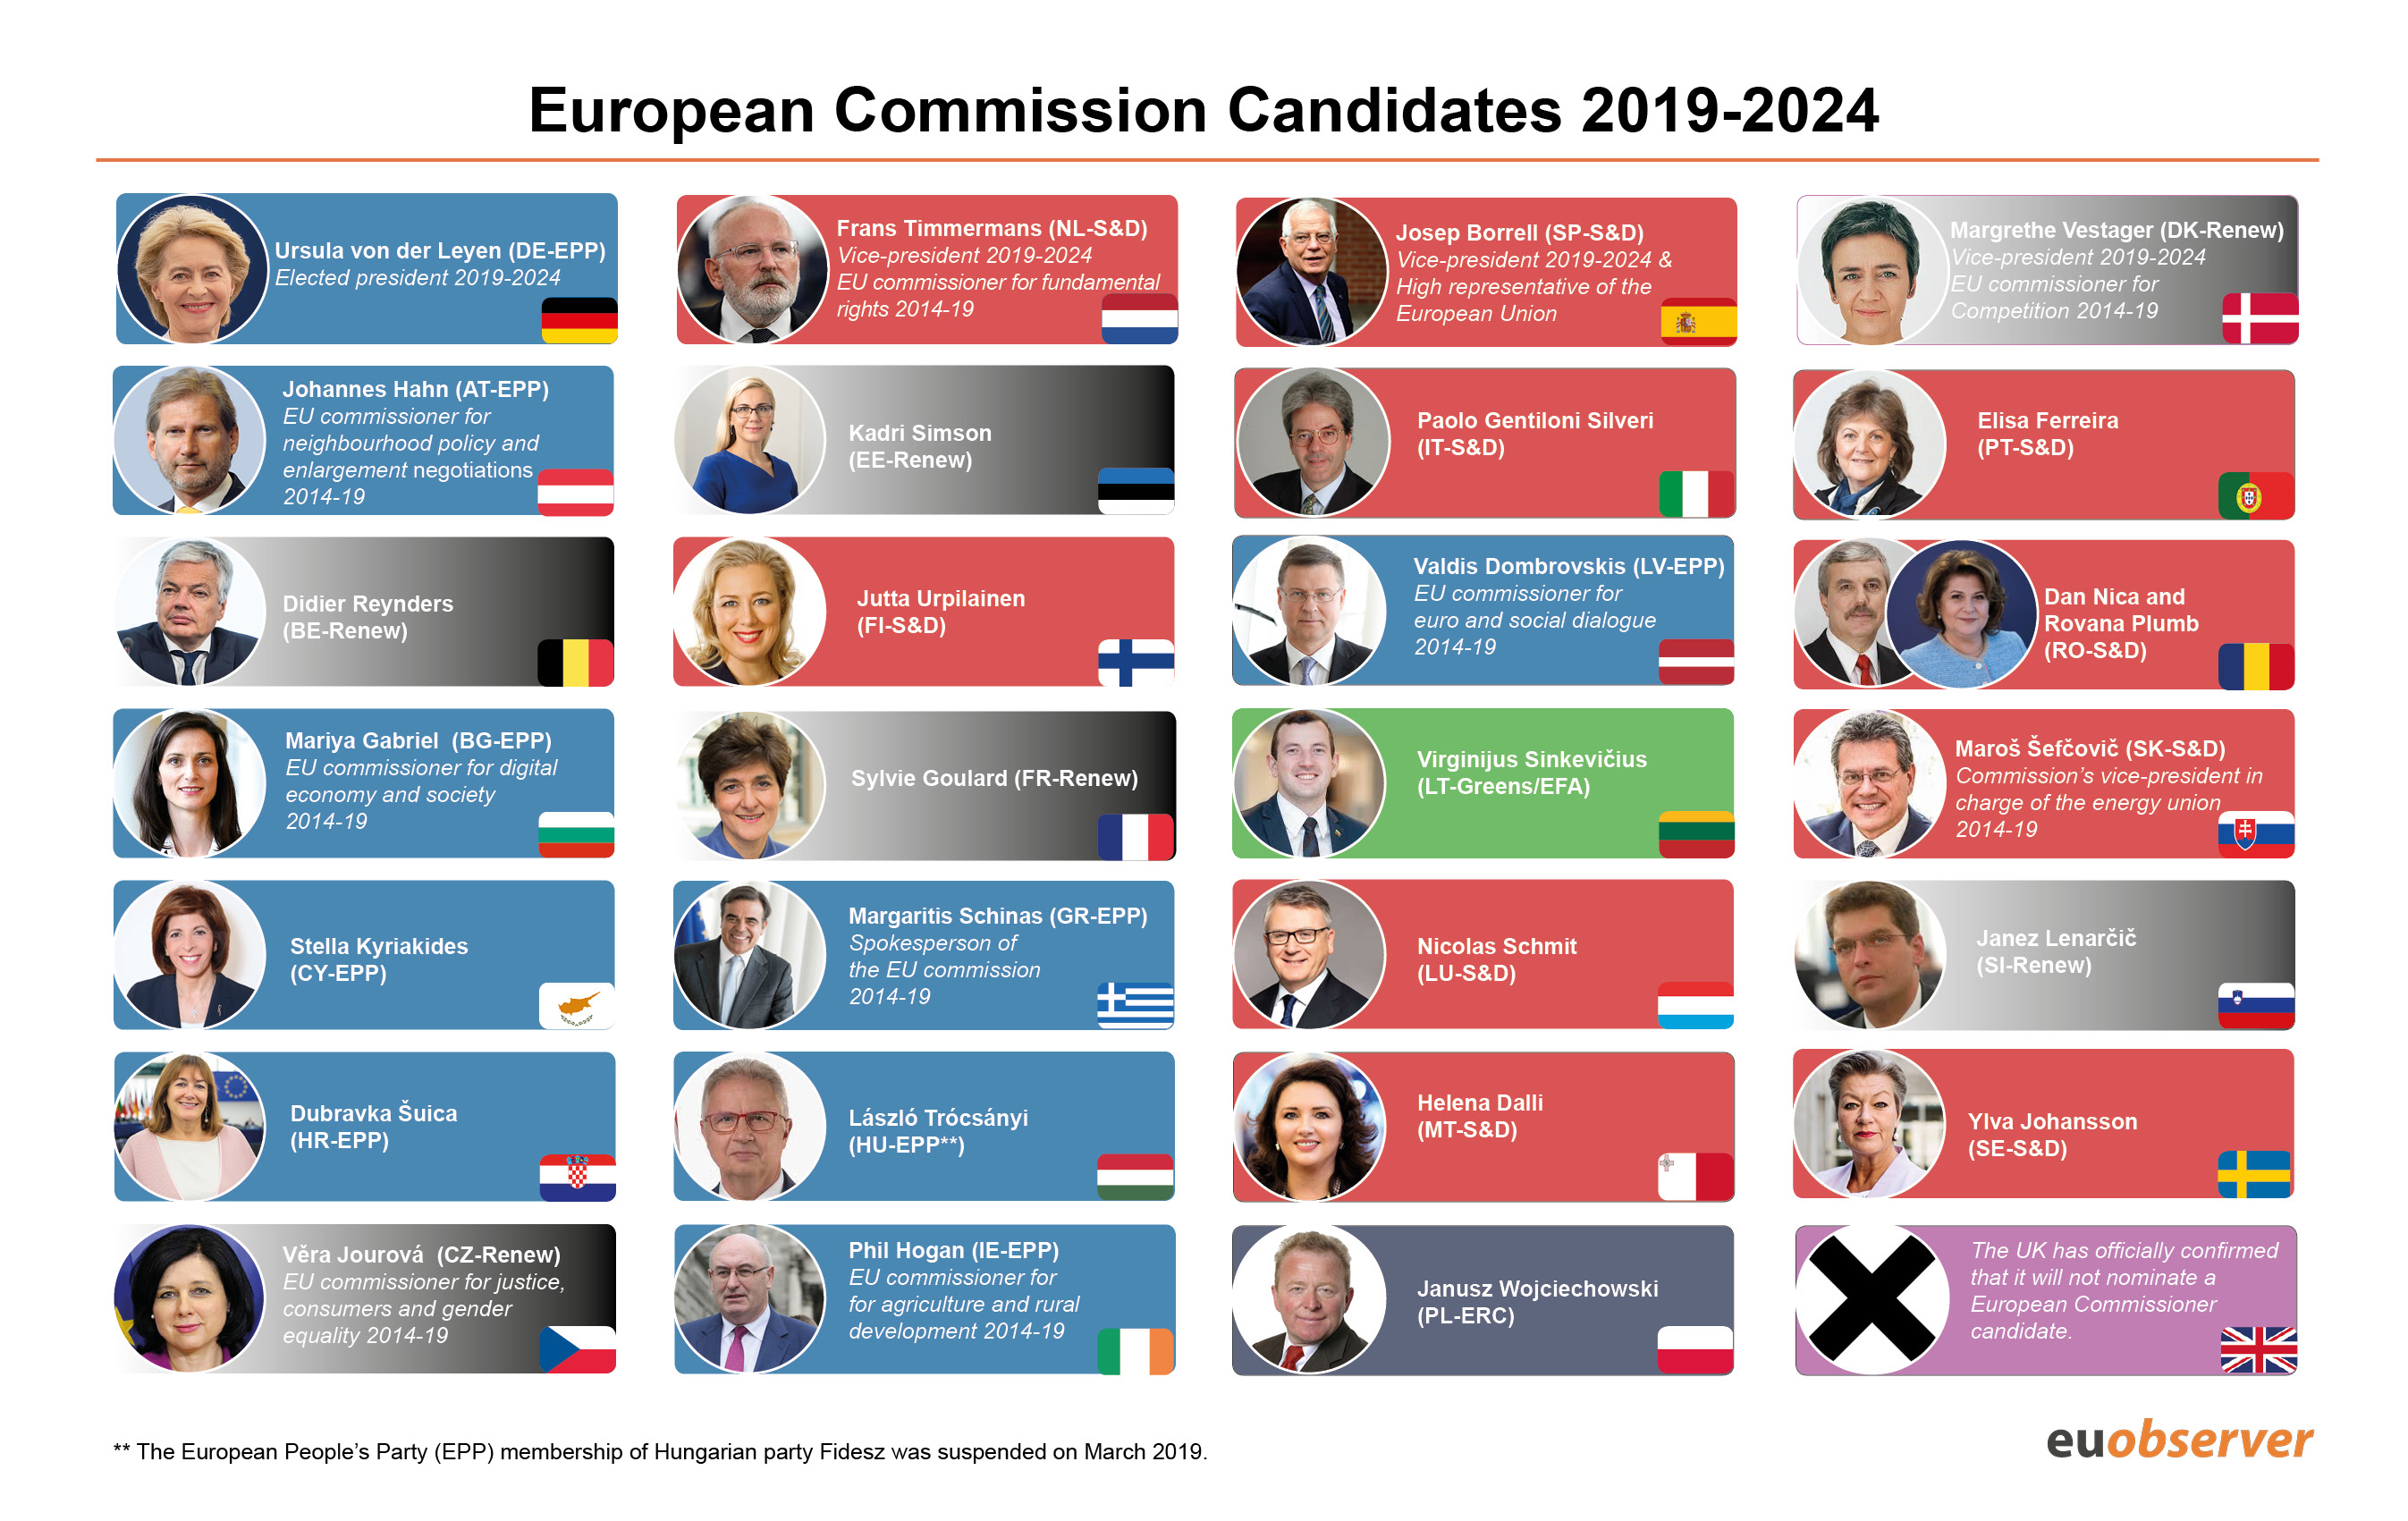 European Commission Candidates 2019-2024
Ursula von der Leyen (DE-EPP)
Elected president 2019-2024
Frans Timmermans (NL-S&D)
Vice-president 2019-2024
EU commissioner for fundamental
rights 2014-19
Josep Borrell (SP-S&D)
Vice-president 2019-2024 &
High representative of the
European Union
Margrethe Vestager (DK-Renew)
Vice-president 2019-2024
EU commissioner for
Competition 2014-19
Johannes Hahn (AT-EPP)
EU commissioner for
neighbourhood policy and
enlargement negotiations
2014-19
Kadri Simson
(EE-Renew)
Paolo Gentiloni Silveri
(IT-S&D)
Elisa Ferreira
(PT-S&D)
Didier Reynders
(BE-Renew)
Jutta Urpilainen
(FI-S&D)
Valdis Dombrovskis (LV-EPP)
EU commissioner for
euro and social dialogue
2014-19
Dan Nica and
Rovana Plumb
(RO-S&D)
Mariya Gabriel (BG-EPP)
EU commissioner for digital
economy and society
2014-19
Sylvie Goulard (FR-Renew)
Virginijus Sinkevičius
(LT-Greens/EFA)
Maroš Šefčovič (SK-S&D)
Commission's vice-president in
charge of the energy union
2014-19
Stella Kyriakides
(CY-EPP)
Margaritis Schinas (GR-EPP)
Spokesperson of
the EU commission
2014-19
Nicolas Schmit
(LU-S&D)
Janez Lenarčič
(SI-Renew)
Dubravka Šuica
(HR-EPP)
László Trócsányi
(HU-EPP**)
Helena Dalli
(MT-S&D)
Ylva Johansson
(SE-S&D)
Věra Jourová (CZ-Renew)
EU commissioner for justice,
consumers and gender
equality 2014-19
Phil Hogan (IE-EPP)
EU commissioner for
for agriculture and rural
development 2014-19
Janusz Wojciechowski
(PL-ERC)
The UK has officially confirmed
that it will not nominate a
European Commissioner
candidate.
** The European People's Party (EPP) membership of Hungarian party Fidesz was suspended on March 2019.
euobserver